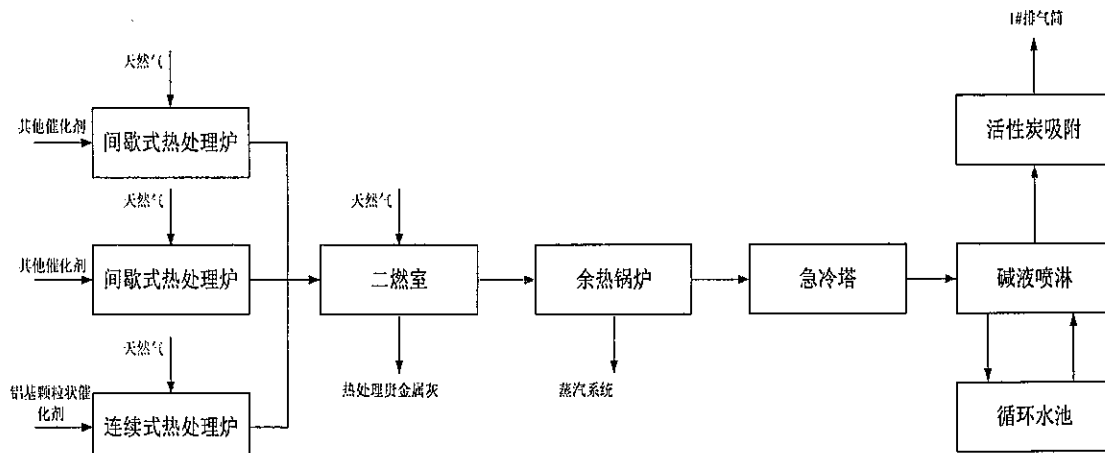 1#排气筒
天然气
活性炭吸附
其他催化剂
间歇式热处理炉
天然气
天然气
其他催化剂
间歇式热处理炉
二燃室
余热锅炉
急冷塔
碱液喷淋
天然气
热处理贵金属灰
蒸汽系统
铝基颗粒状催
化剂
连续式热处理炉
循环水池